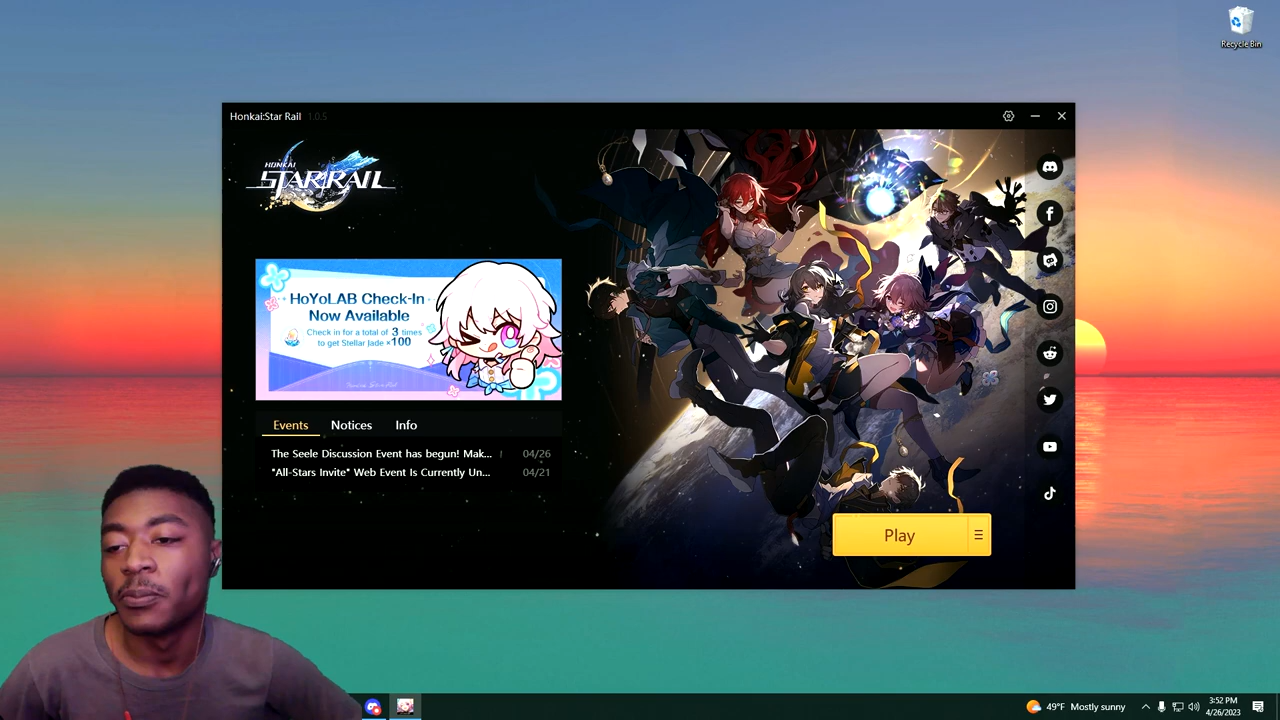 Recycle Bin
Honkai:Star Rail 1.0.5
HONKAI
STAR RAIL
HoYoLAB Check-In
Now Available
Check in for a total of 3 times
to get Stellar Jade ×100
Events Notices Info
The Seele Discussion Event has begun! Mak... 04/26
"All-Stars Invite" Web Event Is Currently Un... 04/21
Play
49°F Mostly sunny
3:52 PM
4/26/2023